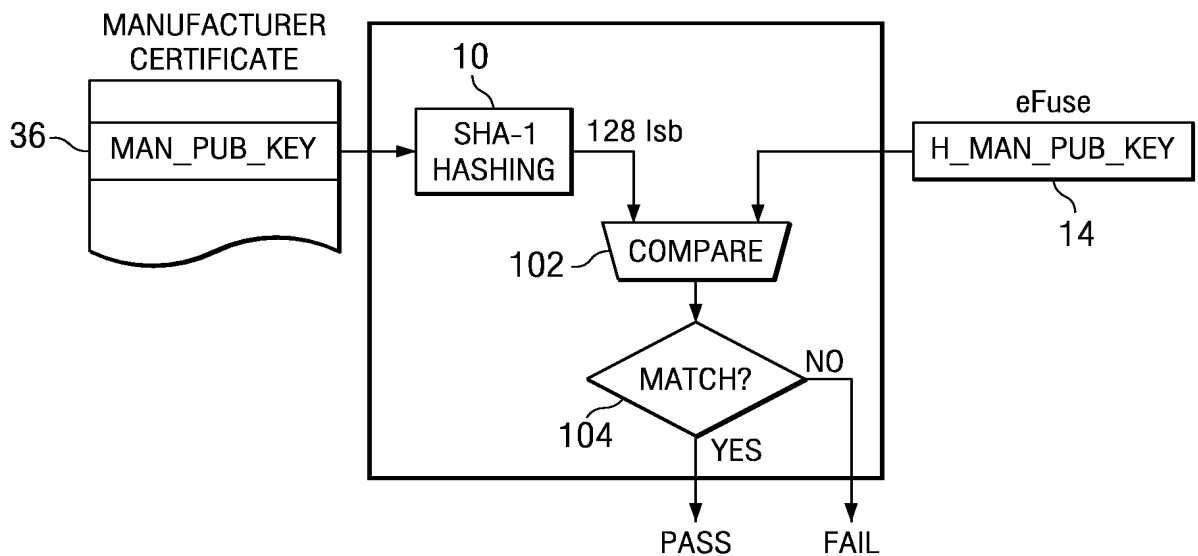 MANUFACTURER
CERTIFICATE
36
MAN_PUB_KEY
10
SHA-1
HASHING
128 lsb
eFuse
H_MAN_PUB_KEY
14
102
COMPARE
MATCH?
NO
104
YES
PASS
FAIL